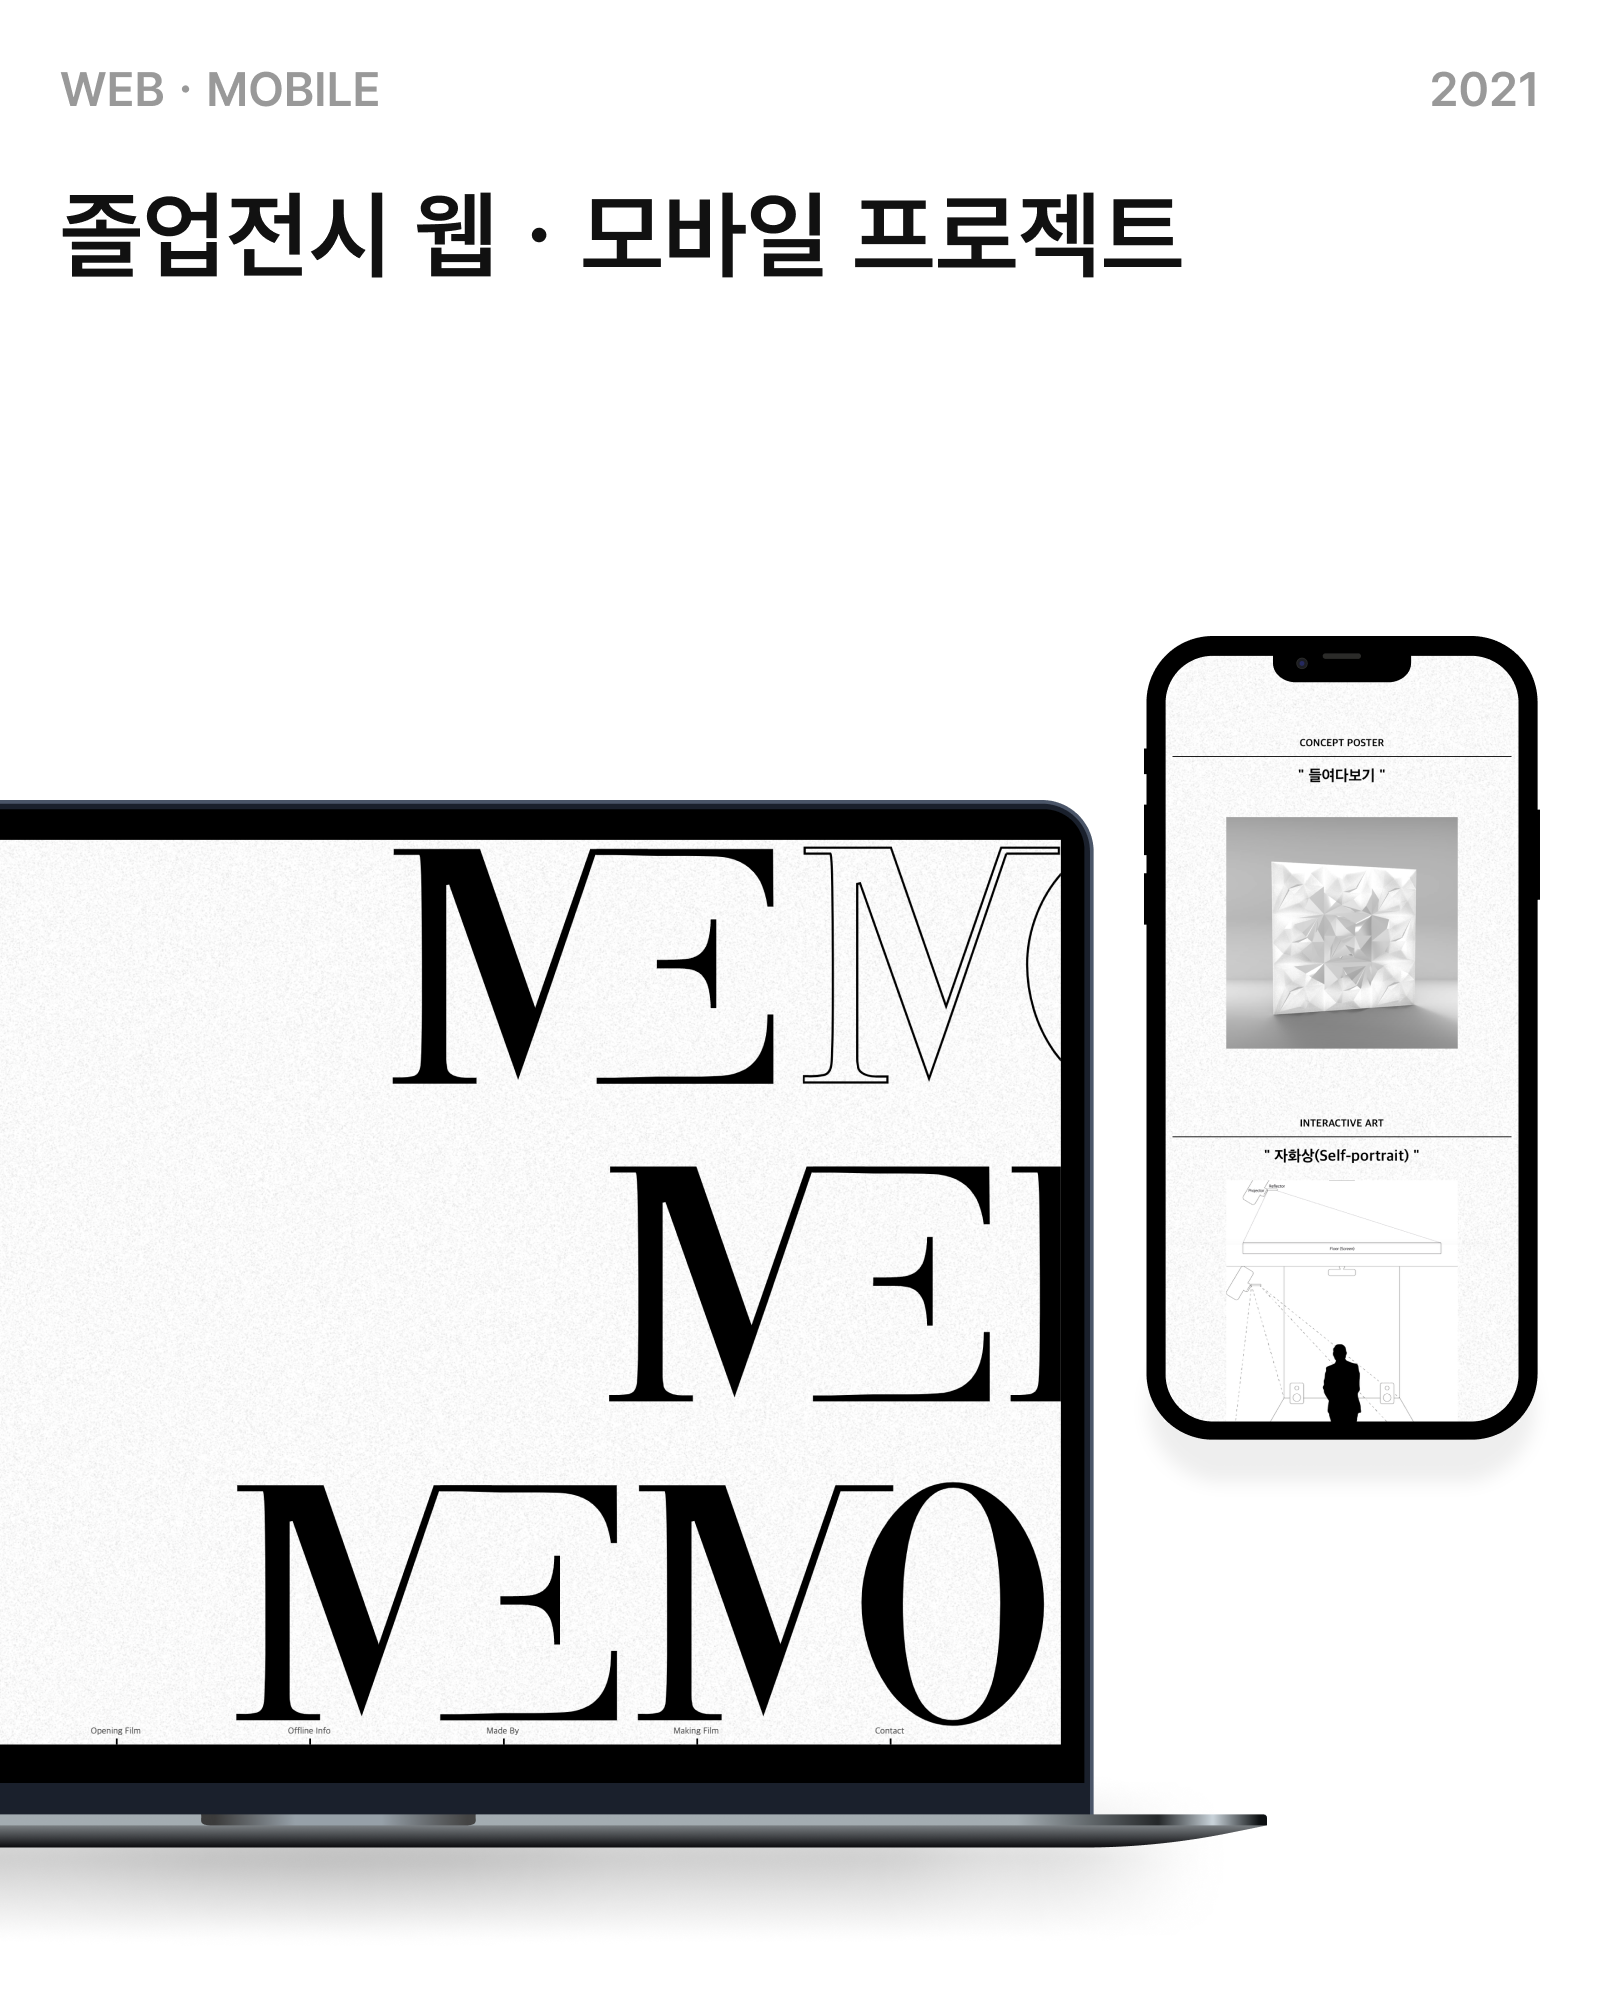 WEB · MOBILE
2021
졸업전시 웹 · 모바일 프로젝트
CONCEPT POSTER
" 들여다보기 "
INTERACTIVE ART
" 자화상(Self-portrait) "
Projector
Reflector
Floor (Screen)
MEMO
ME
MEMO
Opening Film
Offline Info
Made By
Making Film
Contact